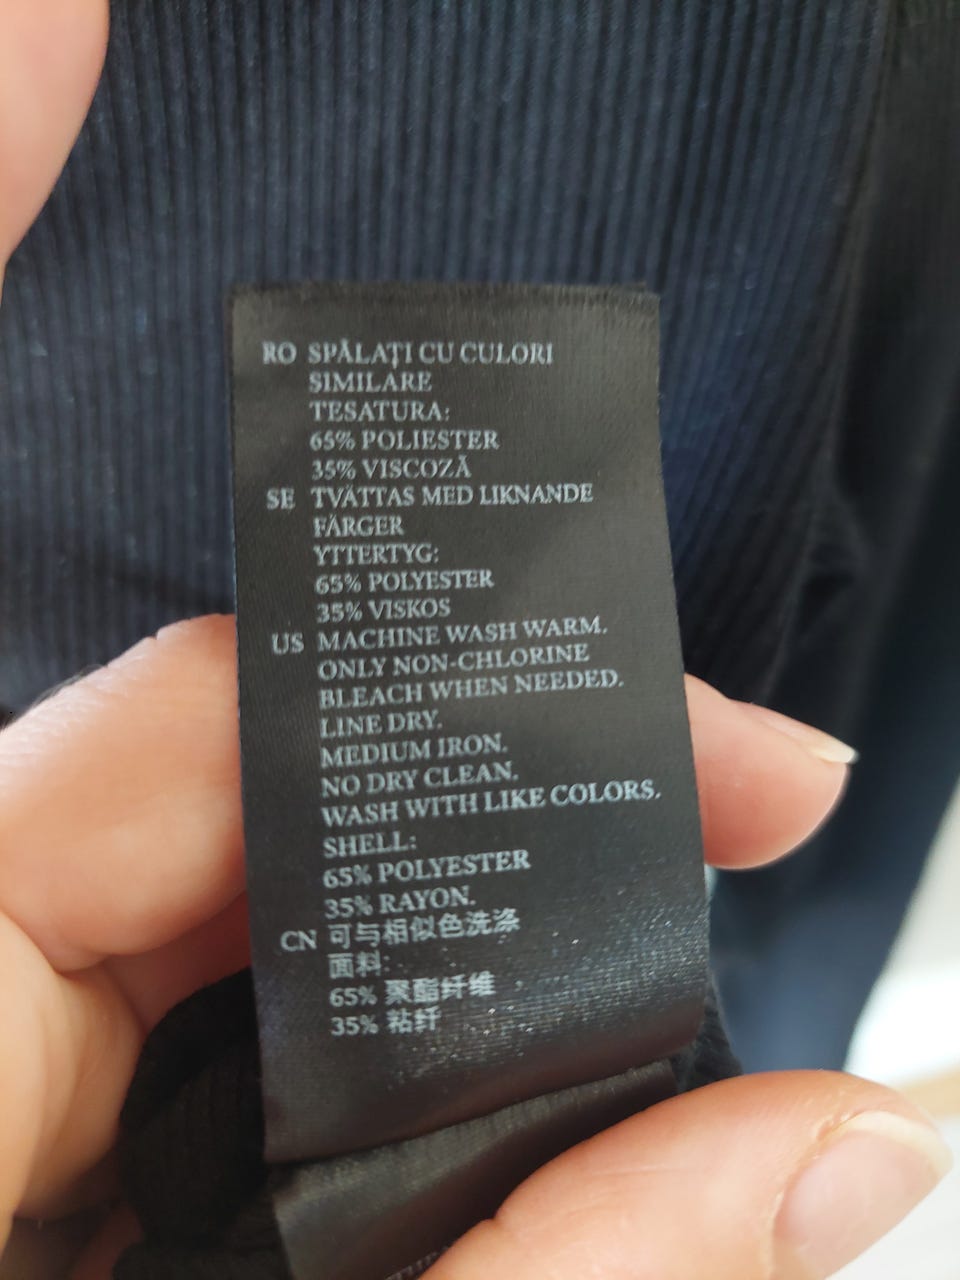 RO SPĂLAȚI CU CULORI
SIMILARE
TESATURA:
65% POLIESTER
35% VISCOZĂ
SE TVÄTTAS MED LIKNANDE
FÄRGER
YTTERTYG:
65% POLYESTER
35% VISKOS
US MACHINE WASH WARM.
ONLY NON-CHLORINE
BLEACH WHEN NEEDED.
LINE DRY.
MEDIUM IRON.
NO DRY CLEAN.
WASH WITH LIKE COLORS.
SHELL:
65% POLYESTER
35% RAYON.
CN 可与相似色洗涤
面料:
65% 聚酯纤维
35% 粘纤